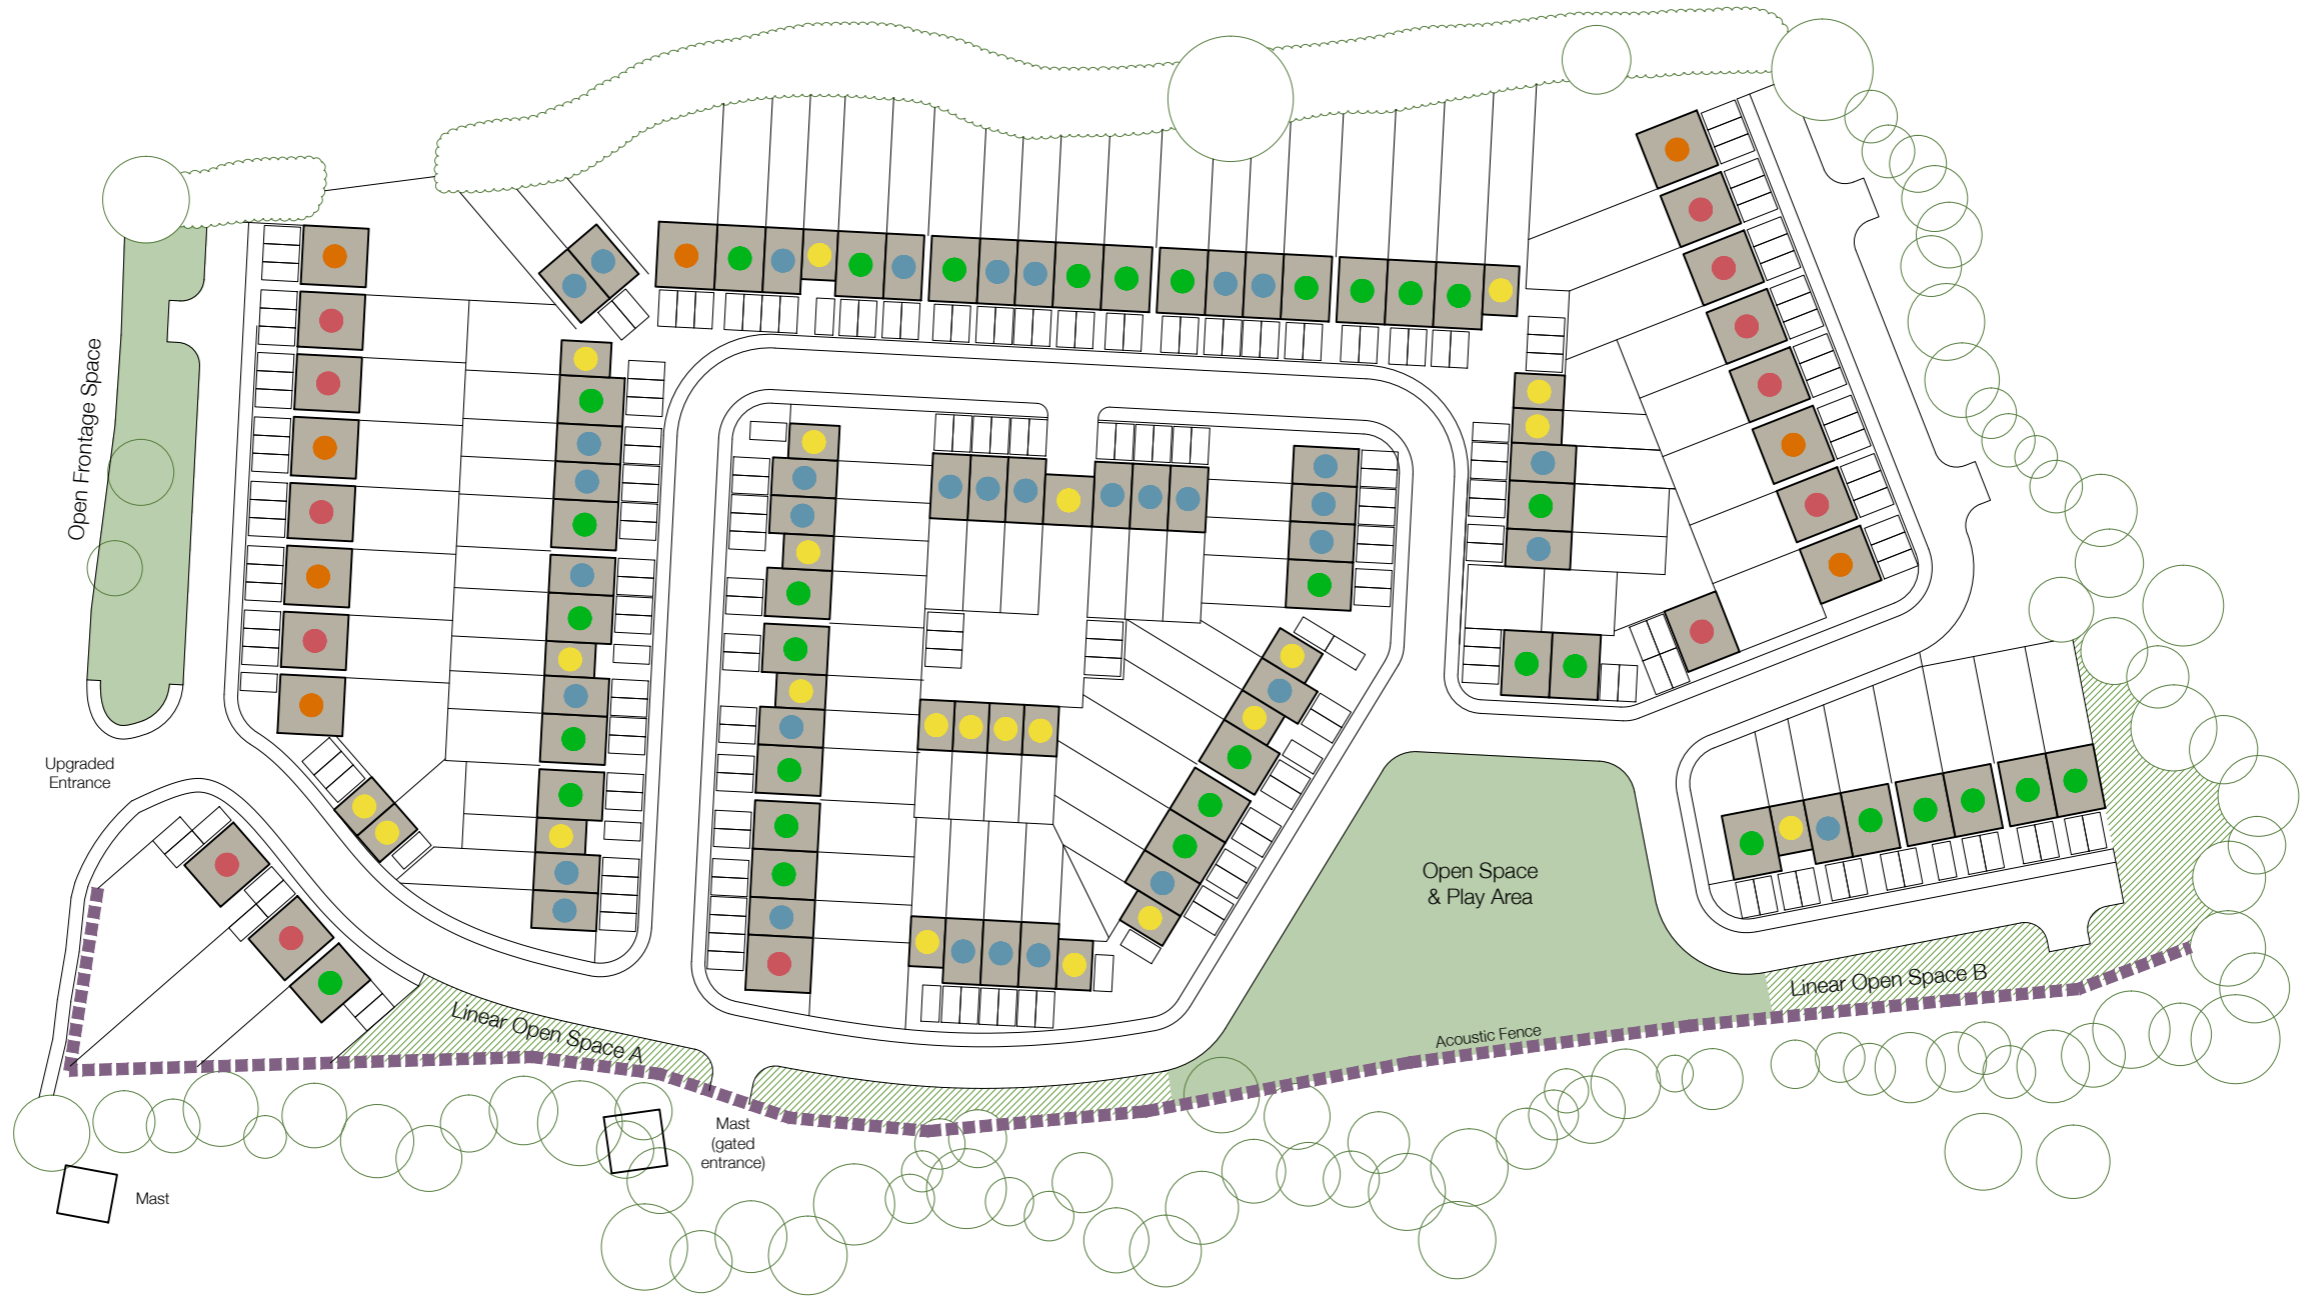 Open Frontage Space
Upgraded
Entrance
Open Space
& Play Area
Linear Open Space B
Linear Open Space A
Acoustic Fence
Mast
(gated
entrance)
Mast